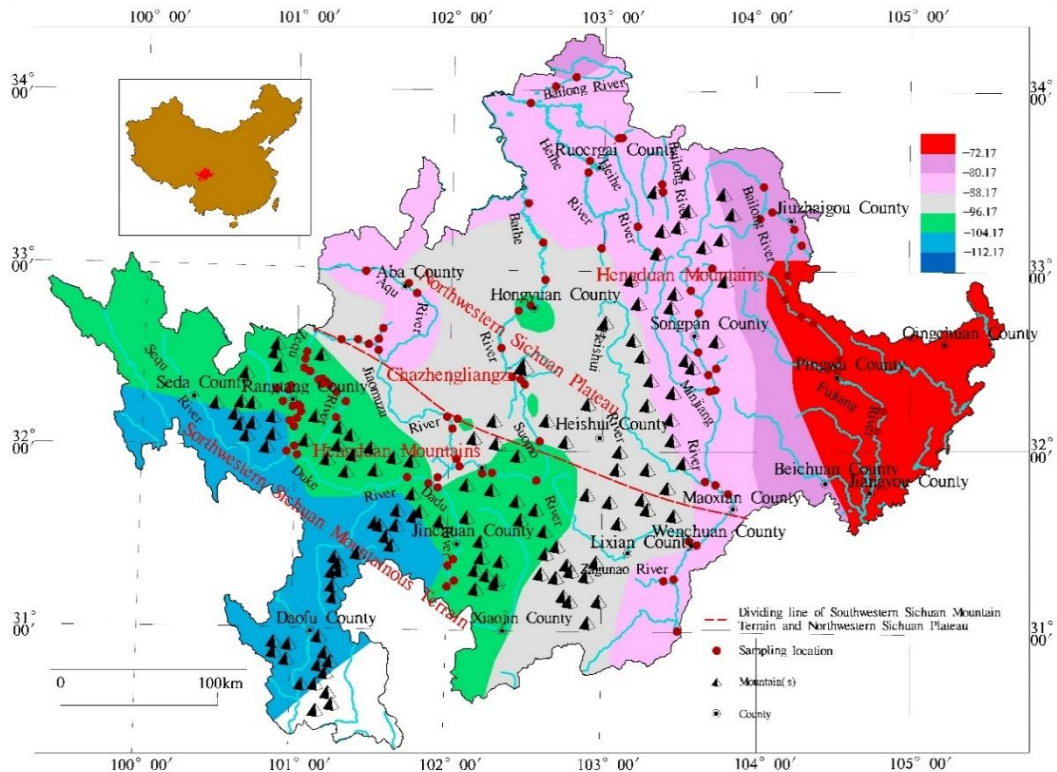 100° 00′ 101° 00′ 102° 00′ 103° 00′ 104° 00′ 105° 00′
34°
00′
34°
00′
Bailong River
Ruoergai County
Heihe
Heihe
River
River
Bailong River
Bailong River
Jiuzhaigou County
Baihe
River
33°
00′
33°
00′
Aba County
Aqu
River
Northwestern Sichuan Plateau
Hongyuan County
Hengduan Mountains
Songpan County
Qingchuan County
Pingwu County
Fujiang
River
Heishui
River
Minjiang
River
Chazhengliangzi
River
Zequ
River
Sequ
River
Seda County
Rangtang County
Jiaomuzu
River
Suomo
River
Heishui County
32°
00′
32°
00′
Hengduan Mountains
Duke
River
Dadu
River
Beichuan County
Jiangyou County
Maoxian County
Wenchuan County
Lixian County
Zagunao River
Jinchuan County
Sorthwestern Sichuan Mountainous Terrain
Xiaojin County
Daofu County
31°
00′
31°
00′
-72.17
-80.17
-88.17
-96.17
-104.17
-112.17
Dividing line of Southwestern Sichuan Mountain
Terrain and Northwestern Sichuan Plateau
Sampling location
Mountain(s)
County
0 100km
100° 00′ 101° 00′ 102° 00′ 103° 00′ 104° 00′ 105° 00′